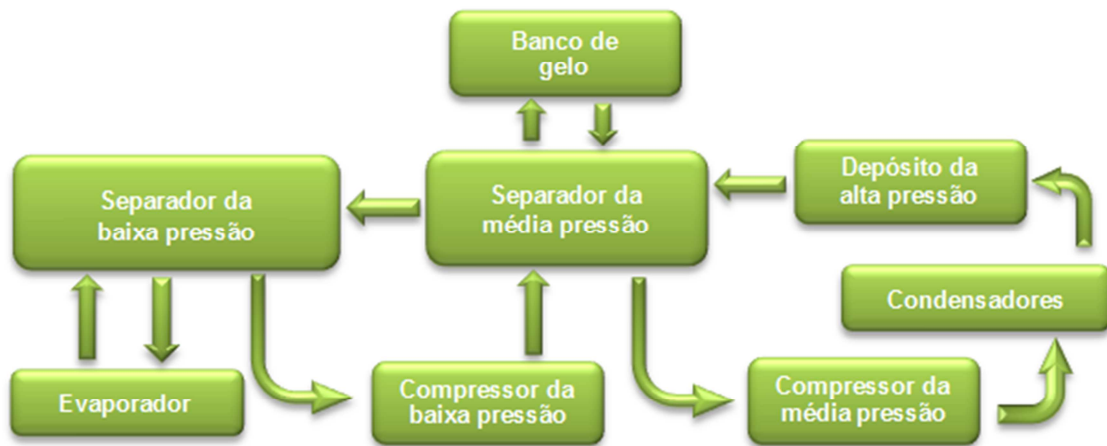 Banco de
gelo
Separador da
baixa pressão
Separador da
média pressão
Depósito da
alta pressão
Condensadores
Evaporador
Compressor da
baixa pressão
Compressor da
média pressão